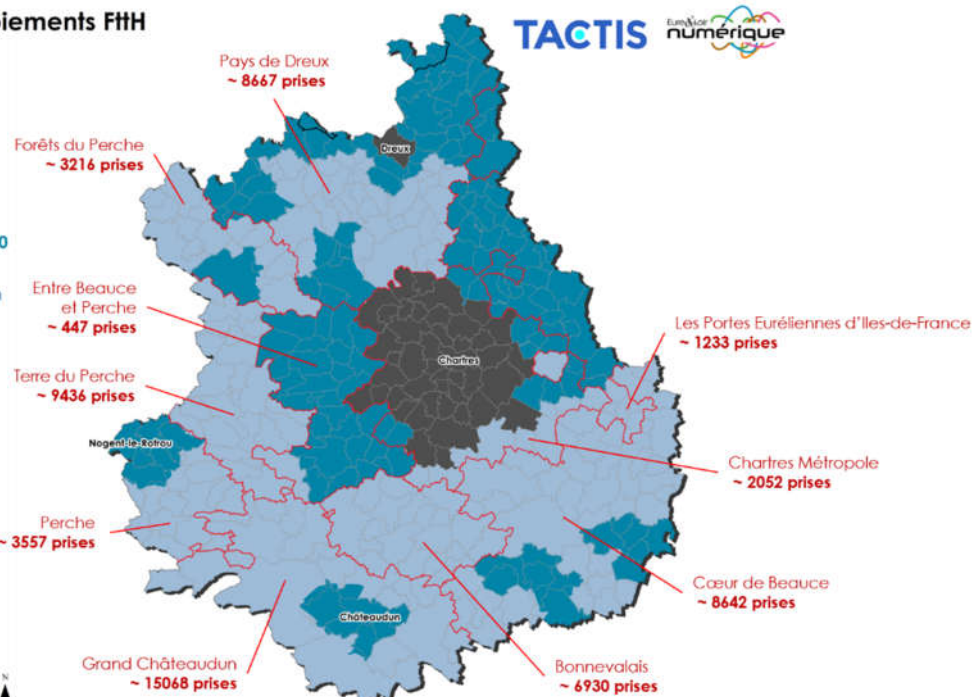 TACTIS
Eure&Loir
numérique
Pays de Dreux
~ 8667 prises
Forêts du Perche
~ 3216 prises
Dreux
Entre Beauce
et Perche
~ 447 prises
Les Portes Euréliennes d'Iles-de-France
~ 1233 prises
Chartres
Terre du Perche
~ 9436 prises
Nogent-le-Rotrou
Chartres Métropole
~ 2052 prises
Perche
~ 3557 prises
Cœur de Beauce
~ 8642 prises
Châteaudun
Grand Châteaudun
~ 15068 prises
Bonnevalais
~ 6930 prises
N